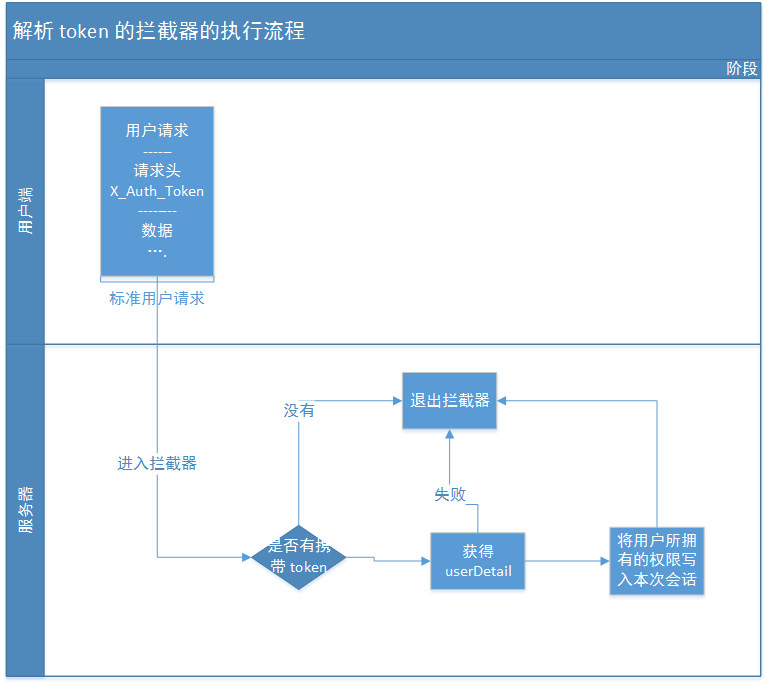 解析 token 的拦截器的执行流程
阶段
用户端
用户请求
------
请求头
X_Auth_Token
--------
数据
….
标准用户请求
服务器
进入拦截器
没有
退出拦截器
失败
是否有携
带 token
获得
userDetail
将用户所拥
有的权限写
入本次会话